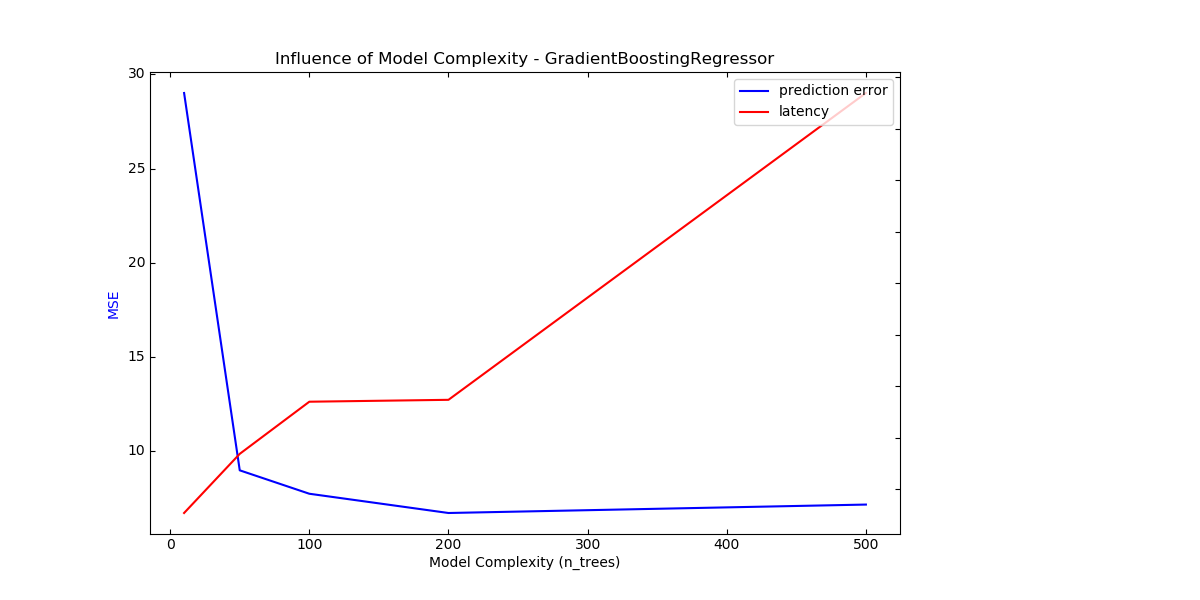 Influence of Model Complexity - GradientBoostingRegressor
prediction error
latency
30
25
20
15
10
MSE
0 100 200 300 400 500
Model Complexity (n_trees)